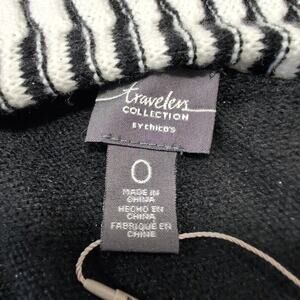 travelers
COLLECTION
BY CHICO'S
0
MADE IN
CHINA
HECHO EN
CHINA
FABRIQUÉ EN
CHINE